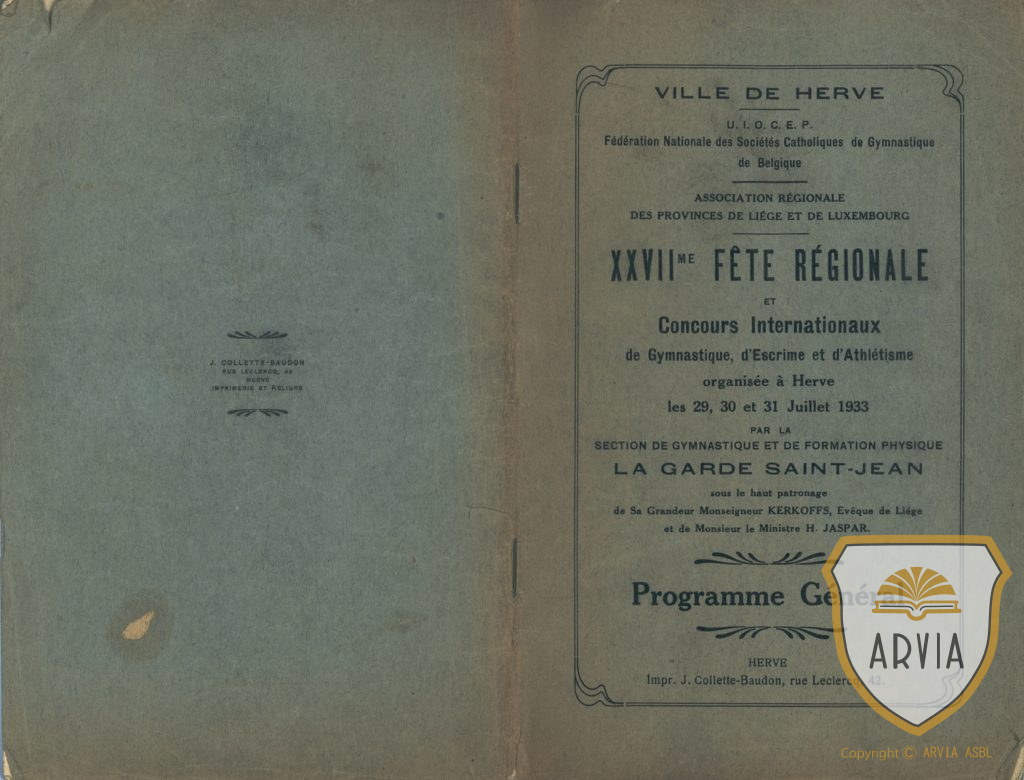 J. COLLETTE-BAUDON
RUE LECLERCQ, 42
HERVE
IMPRIMERIE ET RELIURE
VILLE DE HERVE
U. I. O. C. E. P.
Fédération Nationale des Sociétés Catholiques de Gymnastique
de Belgique
ASSOCIATION RÉGIONALE
DES PROVINCES DE LIÉGE ET DE LUXEMBOURG
XXVIIME FÊTE RÉGIONALE
ET
Concours Internationaux
de Gymnastique, d'Escrime et d'Athlétisme
organisée à Herve
les 29, 30 et 31 Juillet 1933
PAR LA
SECTION DE GYMNASTIQUE ET DE FORMATION PHYSIQUE
LA GARDE SAINT-JEAN
sous le haut patronage
de Sa Grandeur Monseigneur KERKOFFS, Evêque de Liége
et de Monsieur le Ministre H. JASPAR.
Programme Général
HERVE
Impr. J. Collette-Baudon, rue Leclercq, 42.
ARVIA
Copyright © ARVIA ASBL